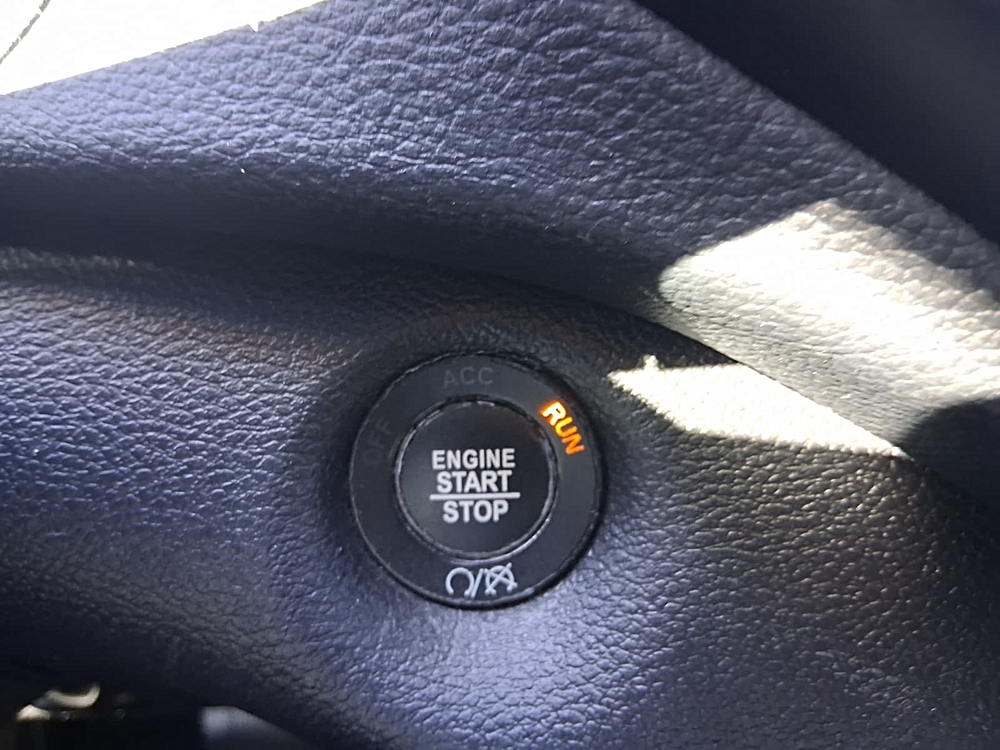 ACC
OFF
RUN
ENGINE
START
STOP